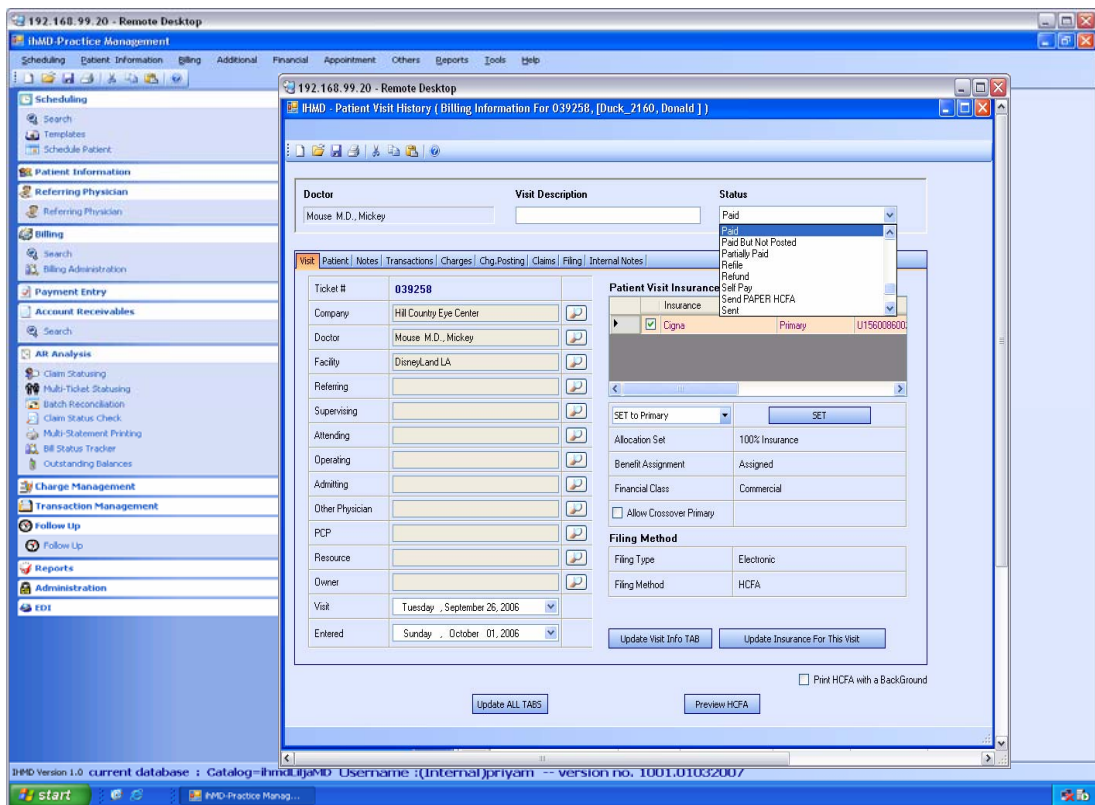 192.168.99.20 - Remote Desktop
ihMD-Practice Management
Scheduling Patient Information Billing Additional Financial Appointment Others Reports Tools Help
Scheduling
Search
Templates
Schedule Patient
Patient Information
Referring Physician
Referring Physician
Billing
Search
Billing Administration
Payment Entry
Account Receivables
Search
AR Analysis
Claim Statusing
Multi-Ticket Statusing
Batch Reconciliation
Claim Status Check
Multi-Statement Printing
Bill Status Tracker
Outstanding Balances
Charge Management
Transaction Management
Follow Up
Follow Up
Reports
Administration
EDI
192.168.99.20 - Remote Desktop
IHMD - Patient Visit History ( Billing Information For 039258, [Duck_2160, Donald ] )
Doctor Visit Description Status
Mouse M.D., Mickey Paid
Paid
Paid But Not Posted
Partially Paid
Refile
Refund
Self Pay
Send PAPER HCFA
Sent
Visit Patient Notes Transactions Charges Chg.Posting Claims Filing Internal Notes
Ticket # 039258
Company Hill Country Eye Center
Doctor Mouse M.D., Mickey
Facility DisneyLand LA
Referring
Supervising
Attending
Operating
Admitting
Other Physician
PCP
Resource
Owner
Visit Tuesday , September 26, 2006
Entered Sunday , October 01, 2006
Patient Visit Insurance
Insurance
Cigna Primary U156008600
SET to Primary SET
Allocation Set 100% Insurance
Benefit Assignment Assigned
Financial Class Commercial
Allow Crossover Primary
Filing Method
Filing Type Electronic
Filing Method HCFA
Update Visit Info TAB Update Insurance For This Visit
Print HCFA with a BackGround
Update ALL TABS Preview HCFA
IHMD Version 1.0 current database : Catalog=ihmdLiljaMD Username :(Internal)priyam -- version no. 1001.01032007
start ihMD-Practice Manag...